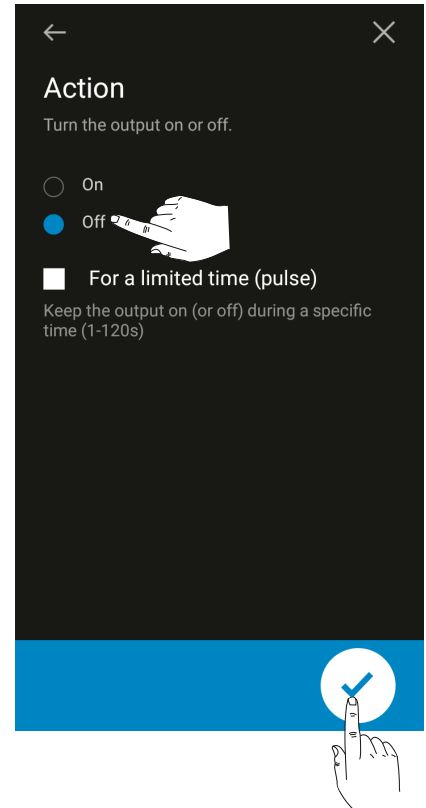 Action
Turn the output on or off.
On
Off
For a limited time (pulse)
Keep the output on (or off) during a specific
time (1-120s)